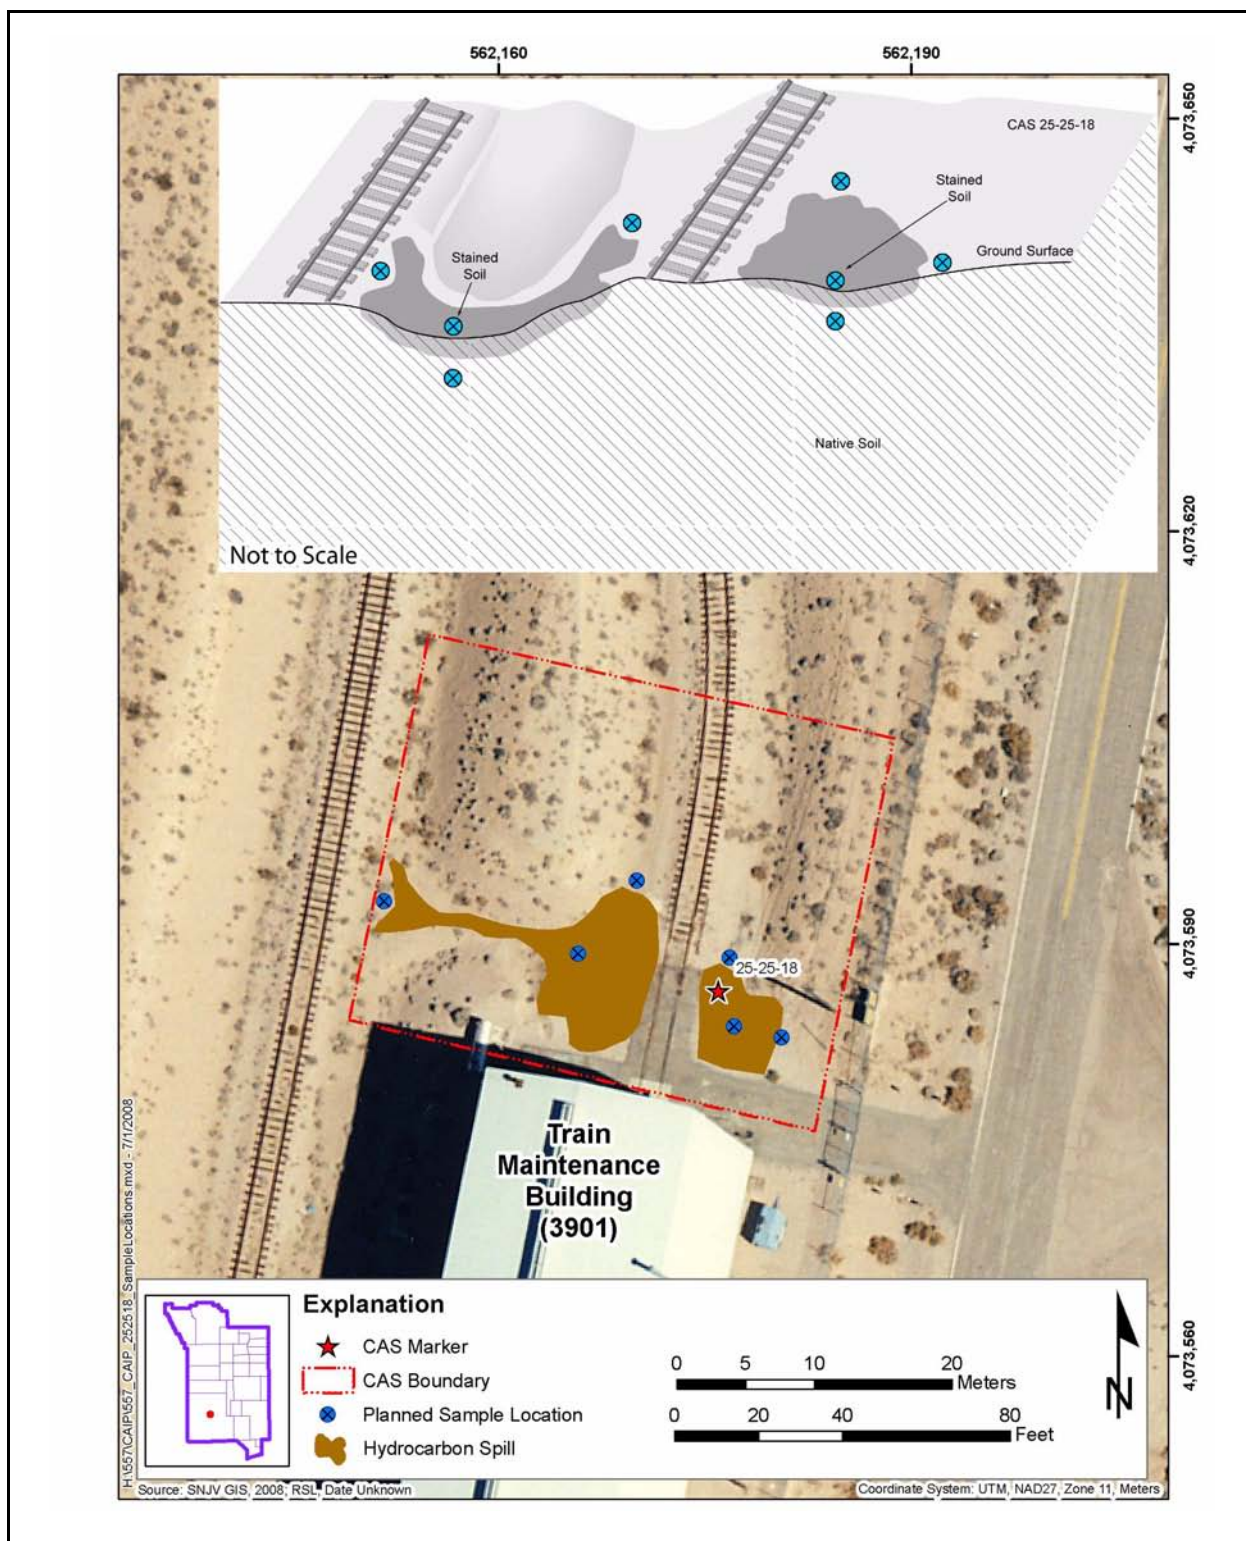 562,160
562,190
4,073,650
CAS 25-25-18
Stained
Soil
Stained
Soil
Ground Surface
Native Soil
4,073,620
Not to Scale
4,073,590
25-25-18
Train
Maintenance
Building
(3901)
H:\557\CAIP\557_CAIP_252518_SampleLocations.mxd - 7/1/2008
Explanation
CAS Marker
CAS Boundary
Planned Sample Location
Hydrocarbon Spill
0 5 10 20
Meters
0 20 40 80
Feet
N
4,073,560
Source: SNJV GIS, 2008; RSL, Date Unknown
Coordinate System: UTM, NAD27, Zone 11, Meters